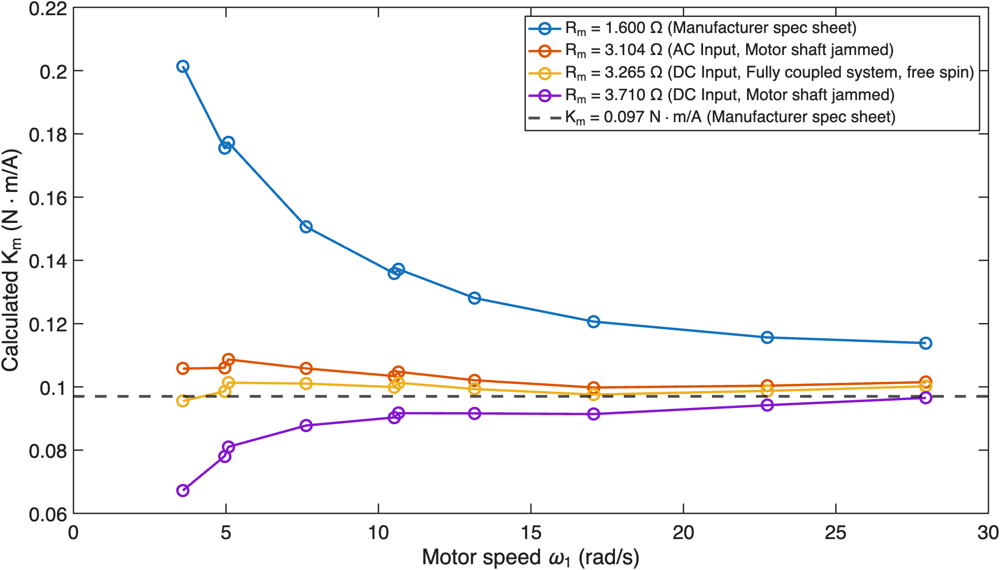 0.22
0.2
0.18
0.16
0.14
0.12
0.1
0.08
0.06
Calculated Kₘ (N · m/A)
Rₘ = 1.600 Ω (Manufacturer spec sheet)
Rₘ = 3.104 Ω (AC Input, Motor shaft jammed)
Rₘ = 3.265 Ω (DC Input, Fully coupled system, free spin)
Rₘ = 3.710 Ω (DC Input, Motor shaft jammed)
Kₘ = 0.097 N · m/A (Manufacturer spec sheet)
0 5 10 15 20 25 30
Motor speed ω₁ (rad/s)